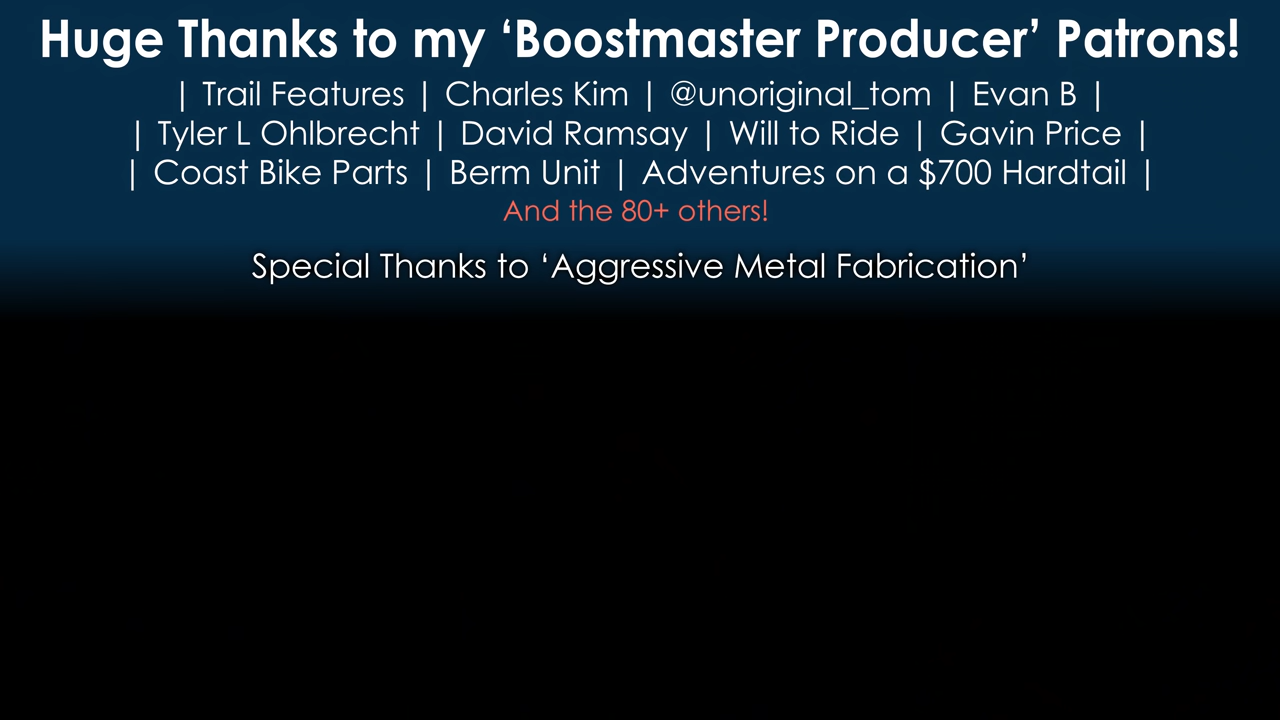 Huge Thanks to my ‘Boostmaster Producer’ Patrons!
| Trail Features | Charles Kim | @unoriginal_tom | Evan B |
| Tyler L Ohlbrecht | David Ramsay | Will to Ride | Gavin Price |
| Coast Bike Parts | Berm Unit | Adventures on a $700 Hardtail |
And the 80+ others!
Special Thanks to ‘Aggressive Metal Fabrication’